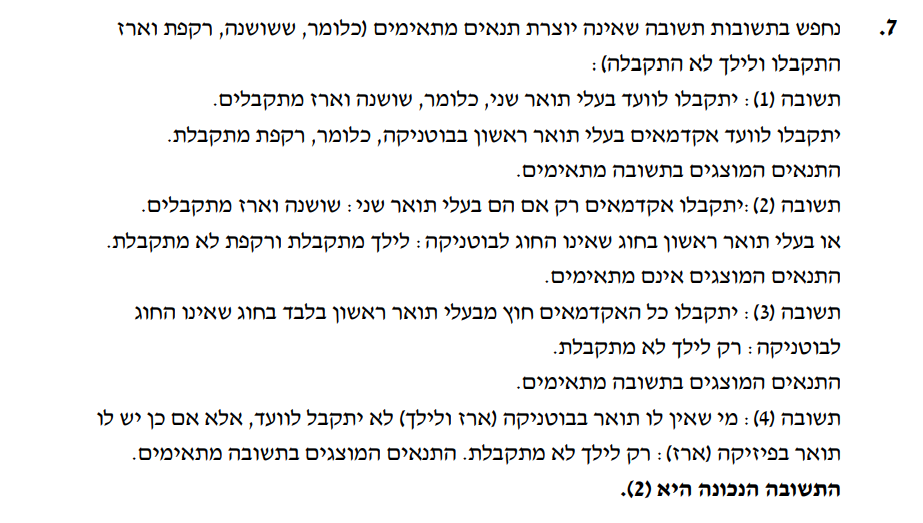 7. נחפש בתשובות תשובה שאינה יוצרת תנאים מתאימים (כלומר, ששושנה, רקפת וארז
התקבלו ולילך לא התקבלה):
תשובה (1): יתקבלו לוועד בעלי תואר שני, כלומר, שושנה וארז מתקבלים.
יתקבלו לוועד אקדמאים בעלי תואר ראשון בבוטניקה, כלומר, רקפת מתקבלת.
התנאים המוצגים בתשובה מתאימים.
תשובה (2):יתקבלו אקדמאים רק אם הם בעלי תואר שני: שושנה וארז מתקבלים.
או בעלי תואר ראשון בחוג שאינו החוג לבוטניקה: לילך מתקבלת ורקפת לא מתקבלת.
התנאים המוצגים אינם מתאימים.
תשובה (3): יתקבלו כל האקדמאים חוץ מבעלי תואר ראשון בלבד בחוג שאינו החוג
לבוטניקה: רק לילך לא מתקבלת.
התנאים המוצגים בתשובה מתאימים.
תשובה (4): מי שאין לו תואר בבוטניקה (ארז ולילך) לא יתקבל לוועד, אלא אם כן יש לו
תואר בפיזיקה (ארז): רק לילך לא מתקבלת. התנאים המוצגים בתשובה מתאימים.
התשובה הנכונה היא (2).